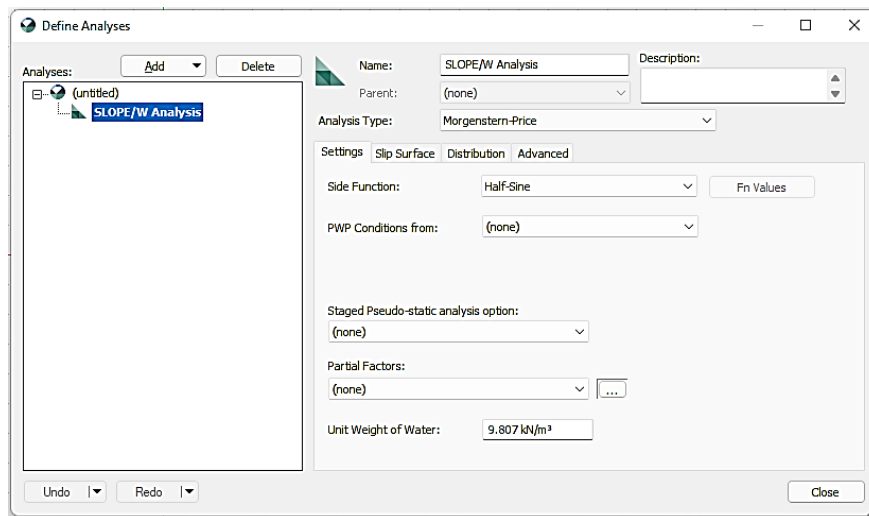 Define Analyses
Analyses:
Add
Delete
(untitled)
SLOPE/W Analysis
Name:
SLOPE/W Analysis
Description:
Parent:
(none)
Analysis Type:
Morgenstern-Price
Settings
Slip Surface
Distribution
Advanced
Side Function:
Half-Sine
Fn Values
PWP Conditions from:
(none)
Staged Pseudo-static analysis option:
(none)
Partial Factors:
(none)
...
Unit Weight of Water:
9.807 kN/m³
Undo
Redo
Close